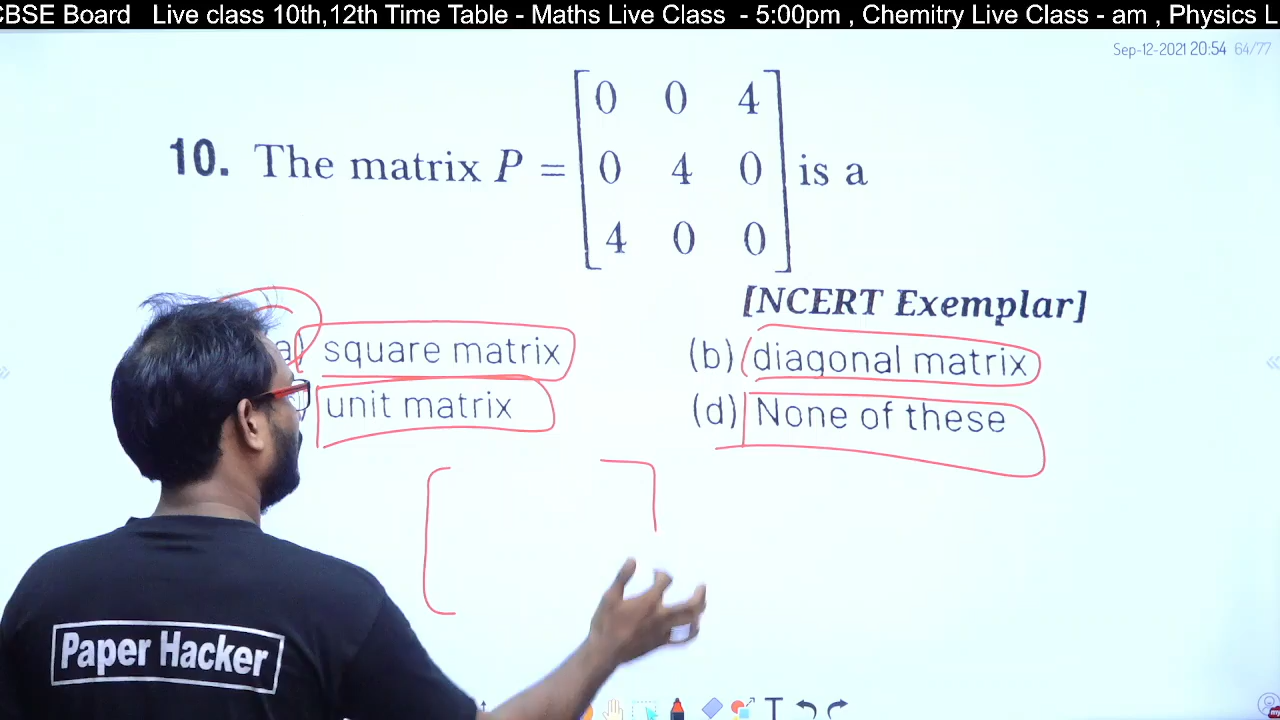 CBSE Board Live class 10th,12th Time Table - Maths Live Class - 5:00pm , Chemitry Live Class - am , Physics L
Sep-12-2021 20:54 64/77
10. The matrix P = [0 0 4
0 4 0
4 0 0] is a
[NCERT Exemplar]
a) square matrix (b) diagonal matrix
unit matrix (d) None of these
Paper Hacker
T